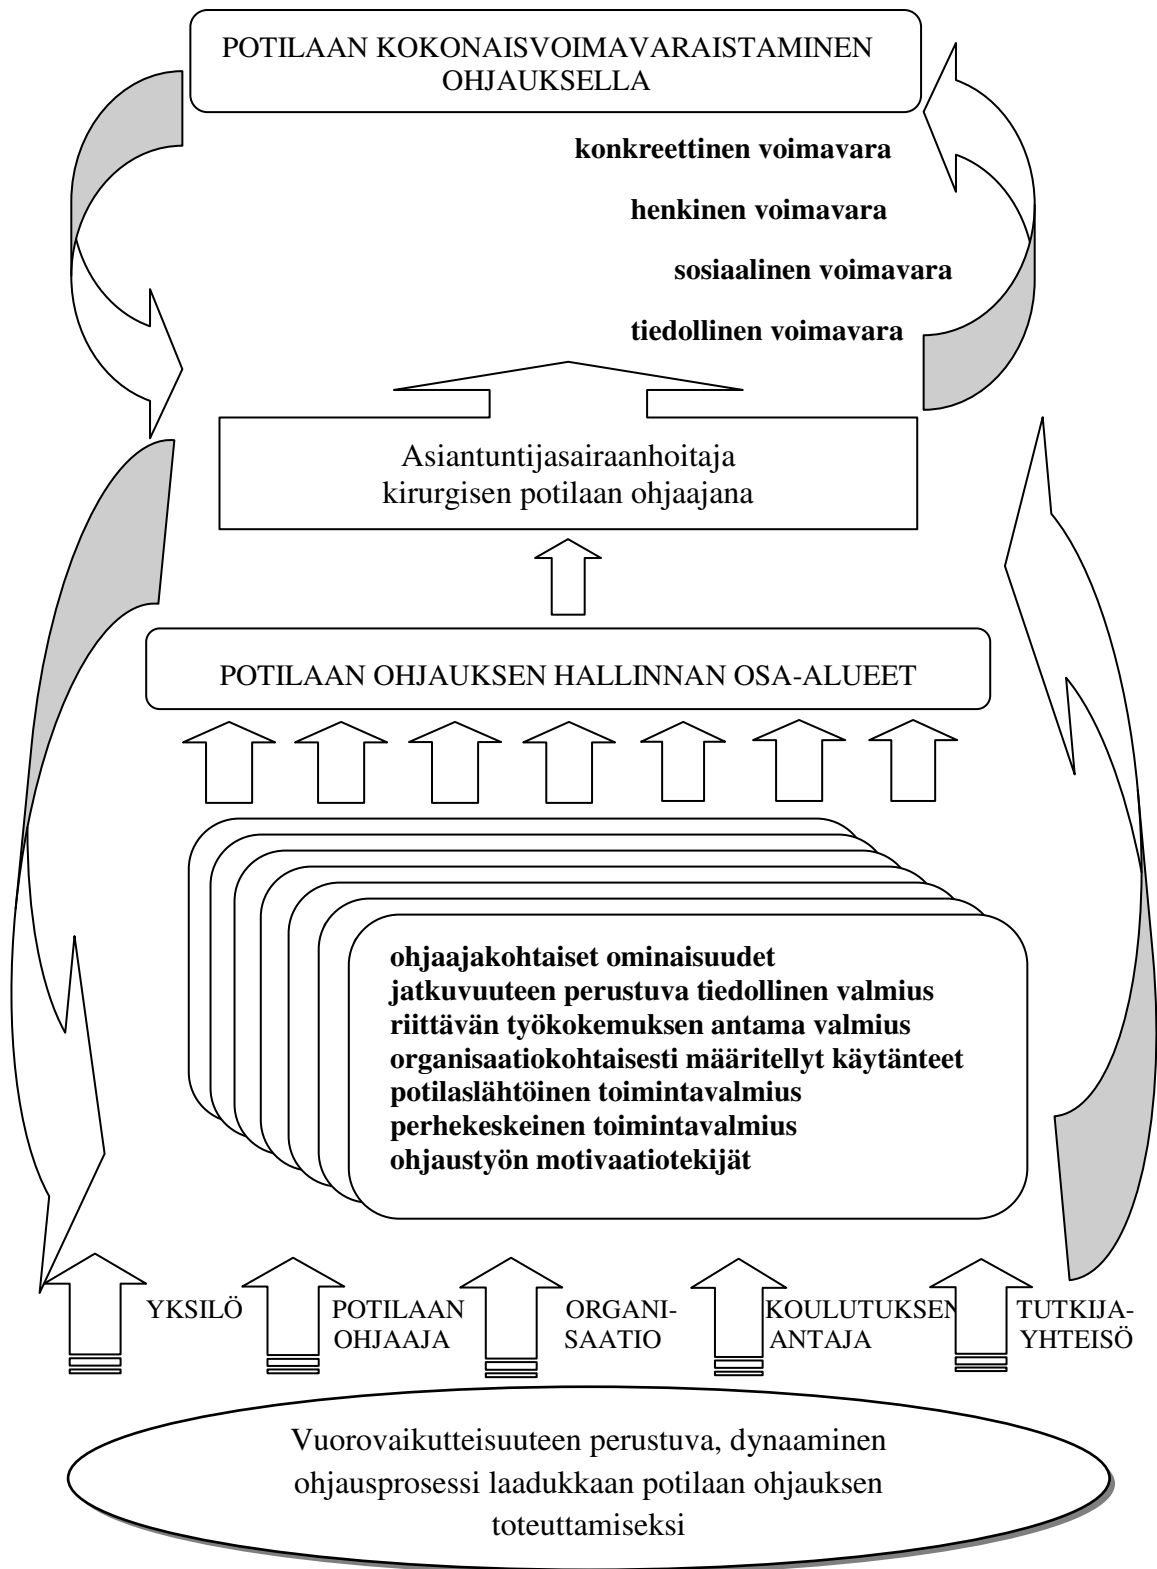 POTILAAN KOKONAISVOIMAVARAISTAMINEN
OHJAUKSELLA
konkreettinen voimavara
henkinen voimavara
sosiaalinen voimavara
tiedollinen voimavara
Asiantuntijasairaanhoitaja
kirurgisen potilaan ohjaajana
POTILAAN OHJAUKSEN HALLINNAN OSA-ALUEET
ohjaajakohtaiset ominaisuudet
jatkuvuuteen perustuva tiedollinen valmius
riittävän työkokemuksen antama valmius
organisaatiokohtaisesti määritellyt käytänteet
potilaslähtöinen toimintavalmius
perhekeskeinen toimintavalmius
ohjaustyön motivaatiotekijät
YKSILÖ
POTILAAN
OHJAAJA
ORGANI-
SAATIO
KOULUTUKSEN
ANTAJA
TUTKIJA-
YHTEISÖ
Vuorovaikutteisuuteen perustuva, dynaaminen
ohjausprosessi laadukkaan potilaan ohjauksen
toteuttamiseksi